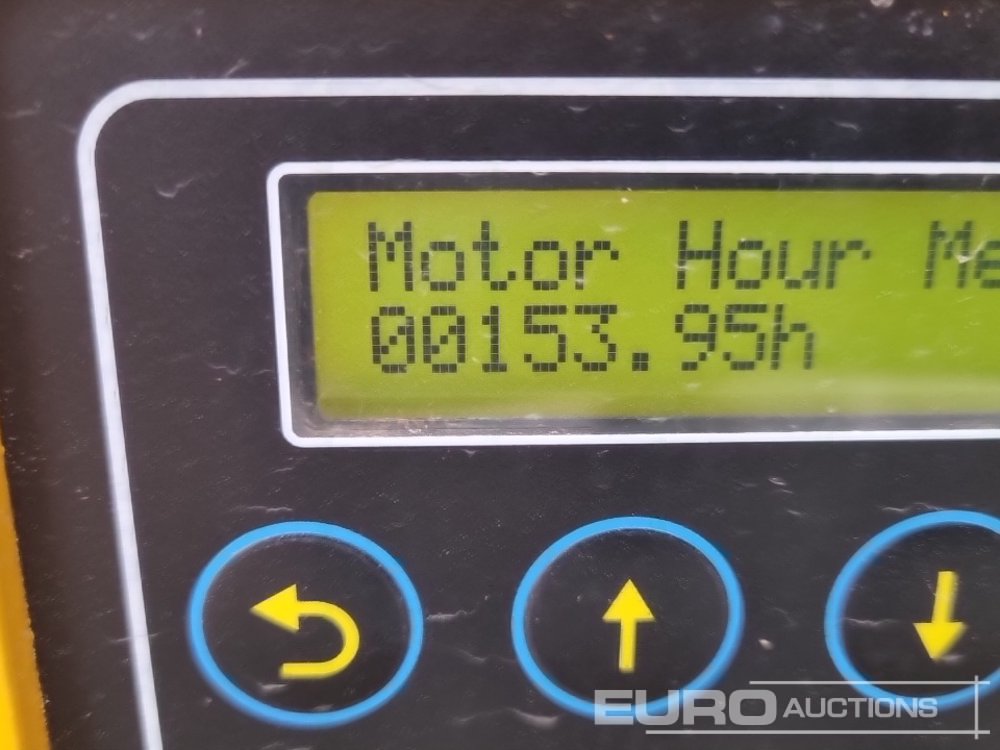 Motor Hour Me
00153.95h
EURO AUCTIONS